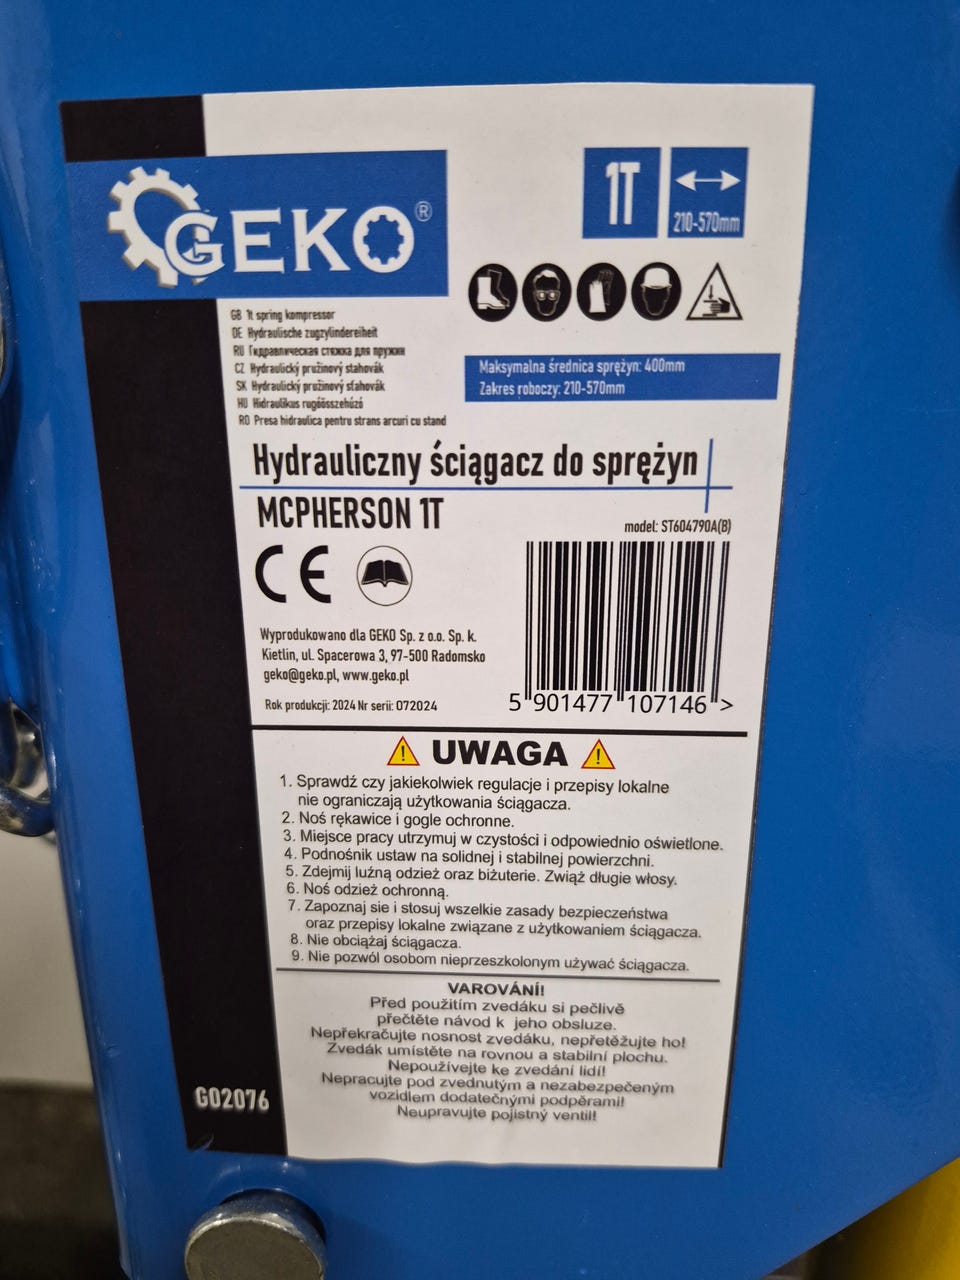 GEKO®
1T
210-570mm
GB 1t spring kompressor
DE Hydraulische zugzylindereiheit
RU Гидравлическая стяжка для пружин
CZ Hydraulický pružinový stahovák
SK Hydraulický pružinový sťahovák
HU Hidraulikus rugóösszehúzó
RO Presa hidraulica pentru strans arcuri cu stand
Maksymalna średnica sprężyn: 400mm
Zakres roboczy: 210-570mm
Hydrauliczny ściągacz do sprężyn
MCPHERSON 1T
model: ST604790A(B)
CE
Wyprodukowano dla GEKO Sp. z o.o. Sp. k.
Kietlin, ul. Spacerowa 3, 97-500 Radomsko
geko@geko.pl, www.geko.pl
Rok produkcji: 2024 Nr serii: 072024
5 901477 107146 >
UWAGA
1. Sprawdź czy jakiekolwiek regulacje i przepisy lokalne
nie ograniczają użytkowania ściągacza.
2. Noś rękawice i gogle ochronne.
3. Miejsce pracy utrzymuj w czystości i odpowiednio oświetlone.
4. Podnośnik ustaw na solidnej i stabilnej powierzchni.
5. Zdejmij luźną odzież oraz biżuterie. Zwiąż długie włosy.
6. Noś odzież ochronną.
7. Zapoznaj sie i stosuj wszelkie zasady bezpieczeństwa
oraz przepisy lokalne związane z użytkowaniem ściągacza.
8. Nie obciążaj ściągacza.
9. Nie pozwól osobom nieprzeszkolonym używać ściągacza.
VAROVÁNÍ!
Před použitím zvedáku si pečlivě
přečtěte návod k jeho obsluze.
Nepřekračujte nosnost zvedáku, nepřetěžujte ho!
Zvedák umístěte na rovnou a stabilní plochu.
Nepoužívejte ke zvedání lidí!
Nepracujte pod zvednutým a nezabezpečeným
vozidlem dodatečnými podpěrami!
Neupravujte pojistný ventil!
G02076